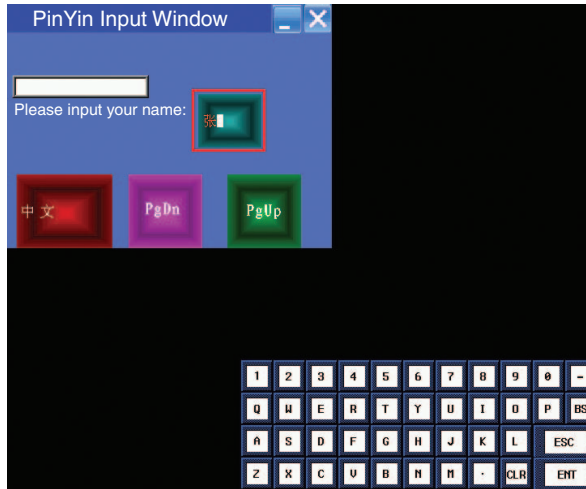 PinYin Input Window
Please input your name: 张
中文 PgDn PgUp
1 2 3 4 5 6 7 8 9 0 -
Q W E R T Y U I O P BS
A S D F G H J K L ESC
Z X C V B N M . CLR ENT